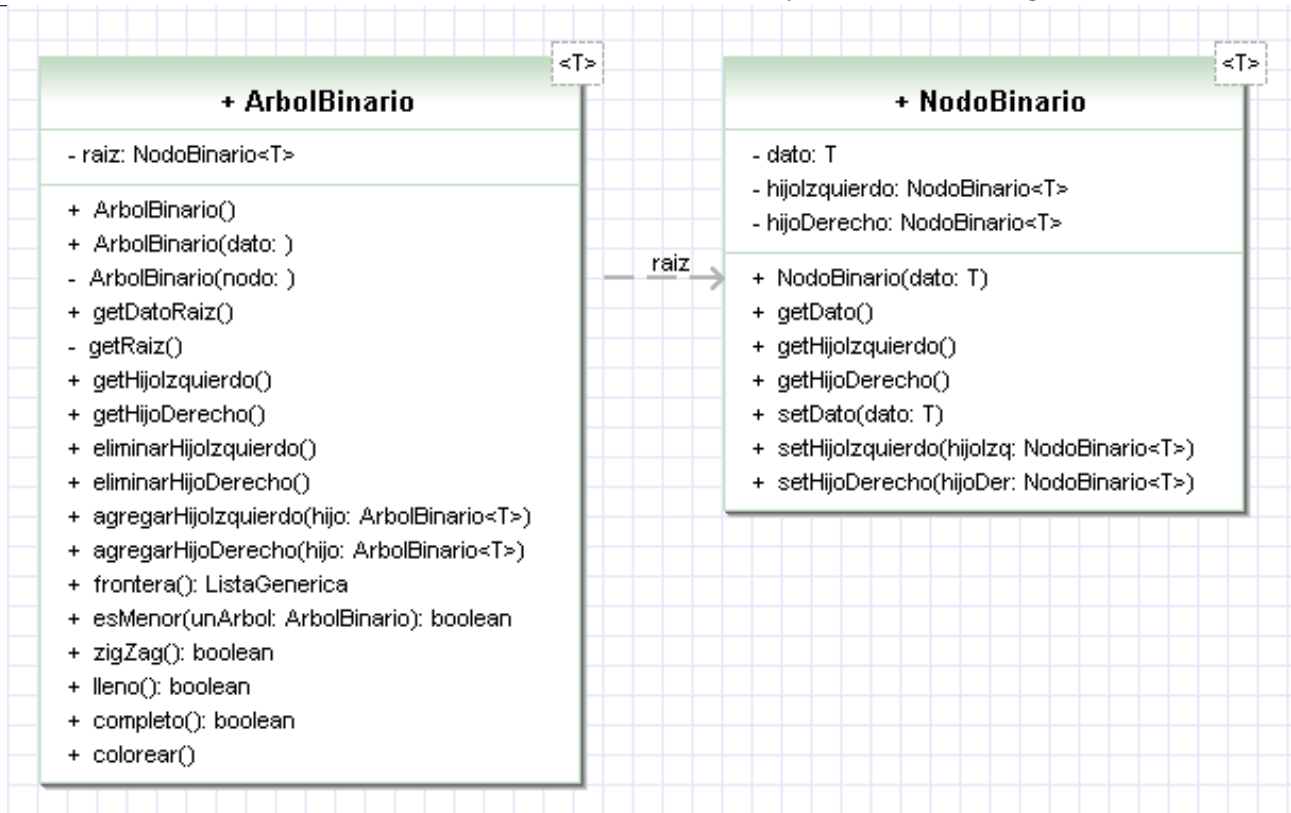 <T>
+ ArbolBinario
- raiz: NodoBinario<T>
+ ArbolBinario()
+ ArbolBinario(dato: )
- ArbolBinario(nodo: )
+ getDatoRaiz()
- getRaiz()
+ getHijoIzquierdo()
+ getHijoDerecho()
+ eliminarHijoIzquierdo()
+ eliminarHijoDerecho()
+ agregarHijoIzquierdo(hijo: ArbolBinario<T>)
+ agregarHijoDerecho(hijo: ArbolBinario<T>)
+ frontera(): ListaGenerica
+ esMenor(unArbol: ArbolBinario): boolean
+ zigZag(): boolean
+ lleno(): boolean
+ completo(): boolean
+ colorear()
raiz
<T>
+ NodoBinario
- dato: T
- hijoIzquierdo: NodoBinario<T>
- hijoDerecho: NodoBinario<T>
+ NodoBinario(dato: T)
+ getDato()
+ getHijoIzquierdo()
+ getHijoDerecho()
+ setDato(dato: T)
+ setHijoIzquierdo(hijoIzq: NodoBinario<T>)
+ setHijoDerecho(hijoDer: NodoBinario<T>)